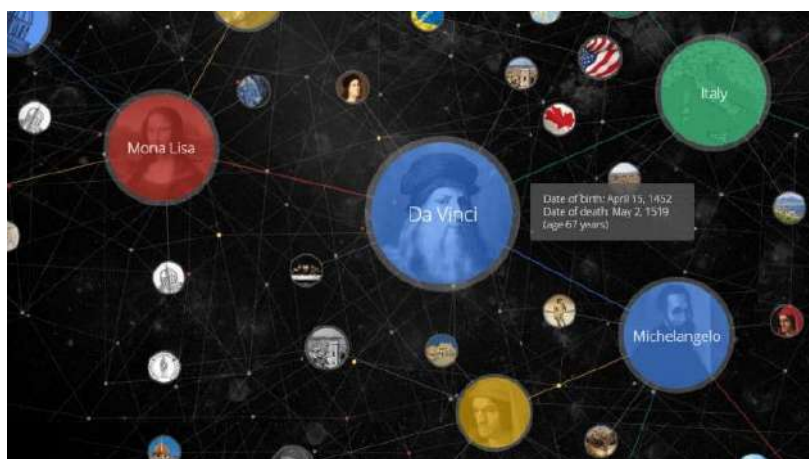 Italy
Mona Lisa
Da Vinci
Date of birth: April 15, 1452
Date of death: May 2, 1519
(age 67 years)
Michelangelo